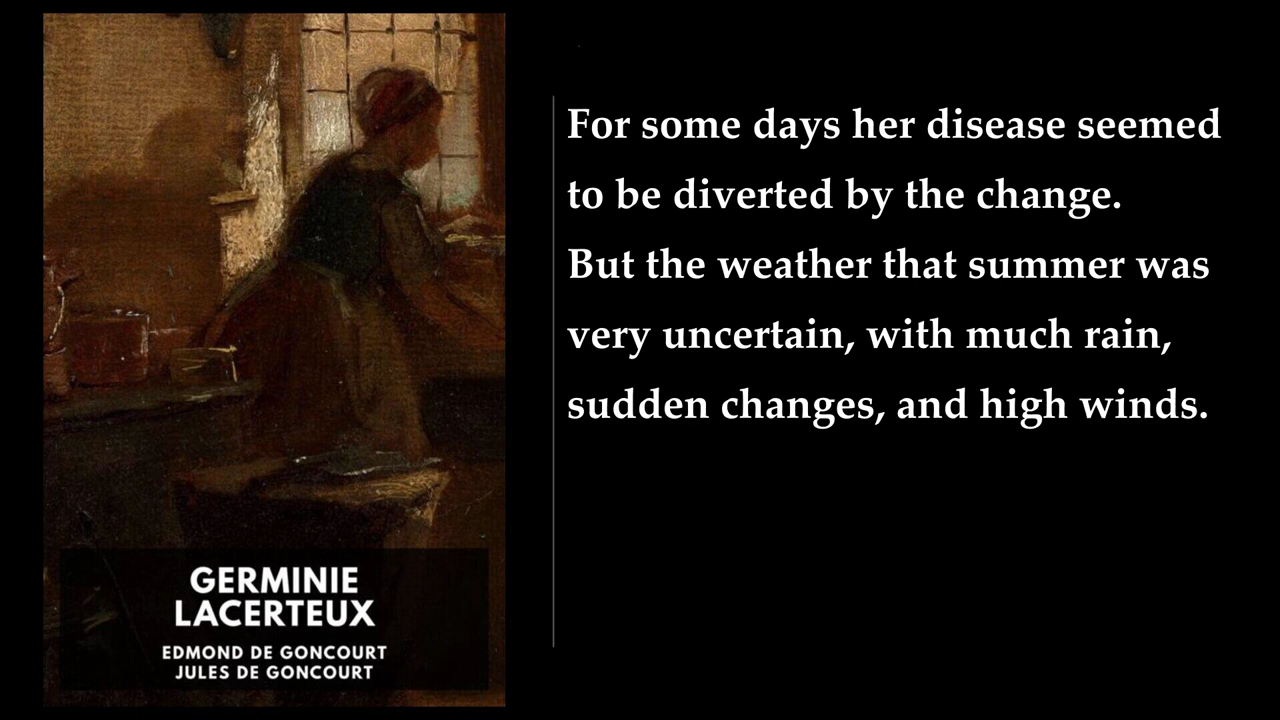 For some days her disease seemed
to be diverted by the change.
But the weather that summer was
very uncertain, with much rain,
sudden changes, and high winds.
GERMINIE
LACERTEUX
EDMOND DE GONCOURT
JULES DE GONCOURT